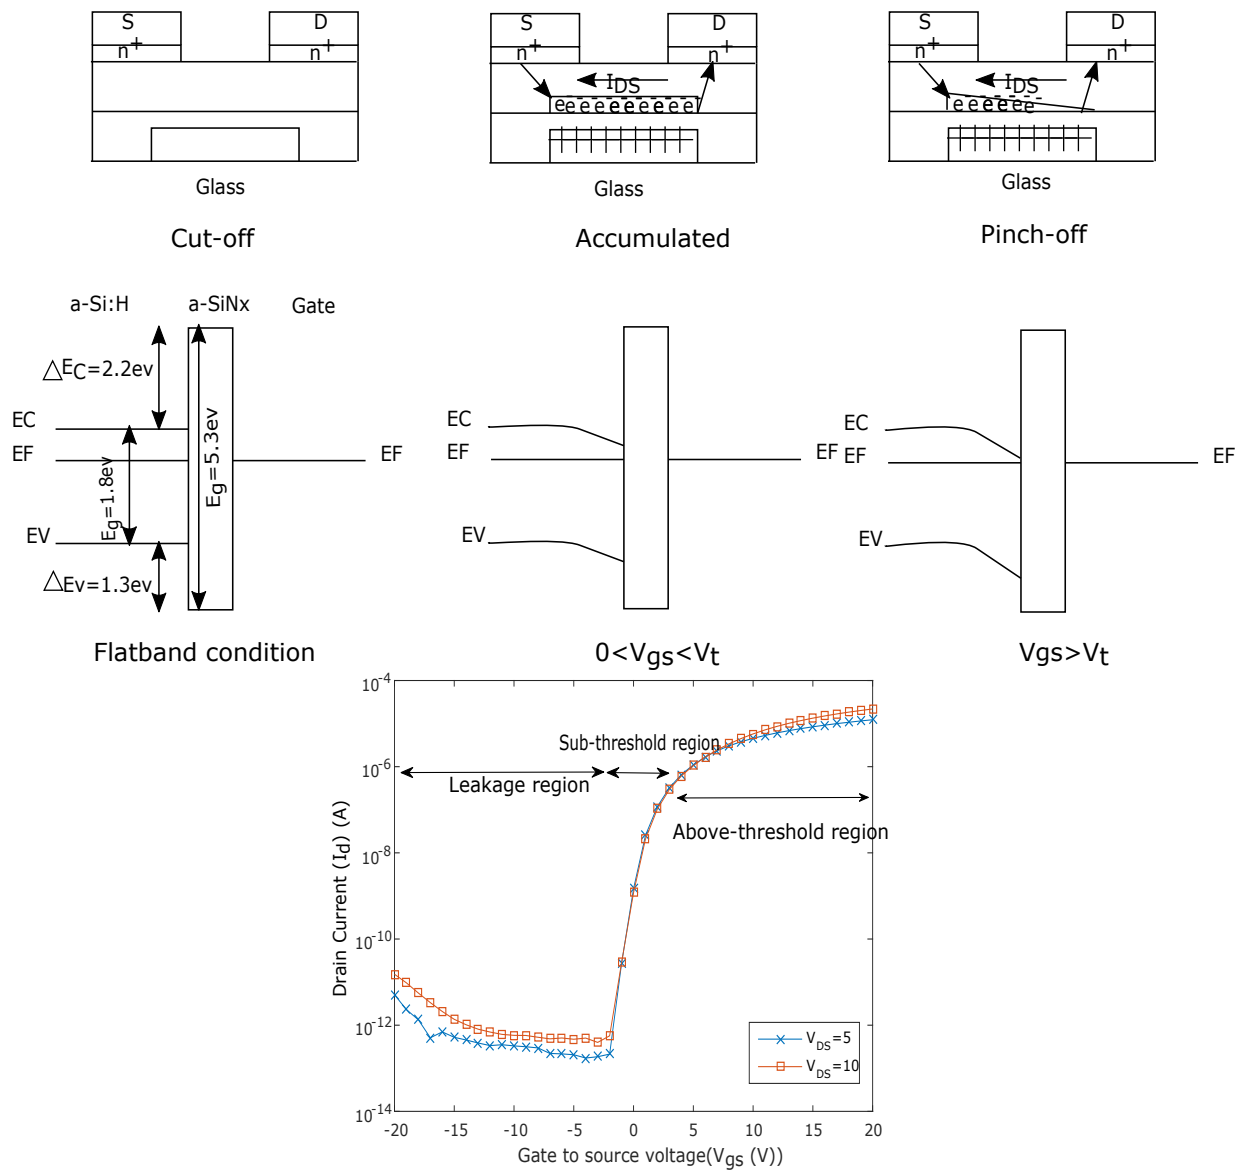 S D S D S D
n+ n+ n+ n+ n+ n+
IDS IDS
e e e e e e e e e e e e e e
Glass Glass Glass
Cut-off Accumulated Pinch-off
a-Si:H a-SiNx Gate
△EC=2.2ev
EC EC EC
EF EF EF EF EF EF
Eg=1.8ev
Eg=5.3ev
EV EV EV
△Ev=1.3ev
Flatband condition 0<Vgs<Vt Vgs>Vt
10-4
Sub-threshold region
10-6
Leakage region
Above-threshold region
10-8
Drain Current (Id) (A)
10-10
10-12
VDS=5
VDS=10
10-14
-20 -15 -10 -5 0 5 10 15 20
Gate to source voltage(Vgs (V))